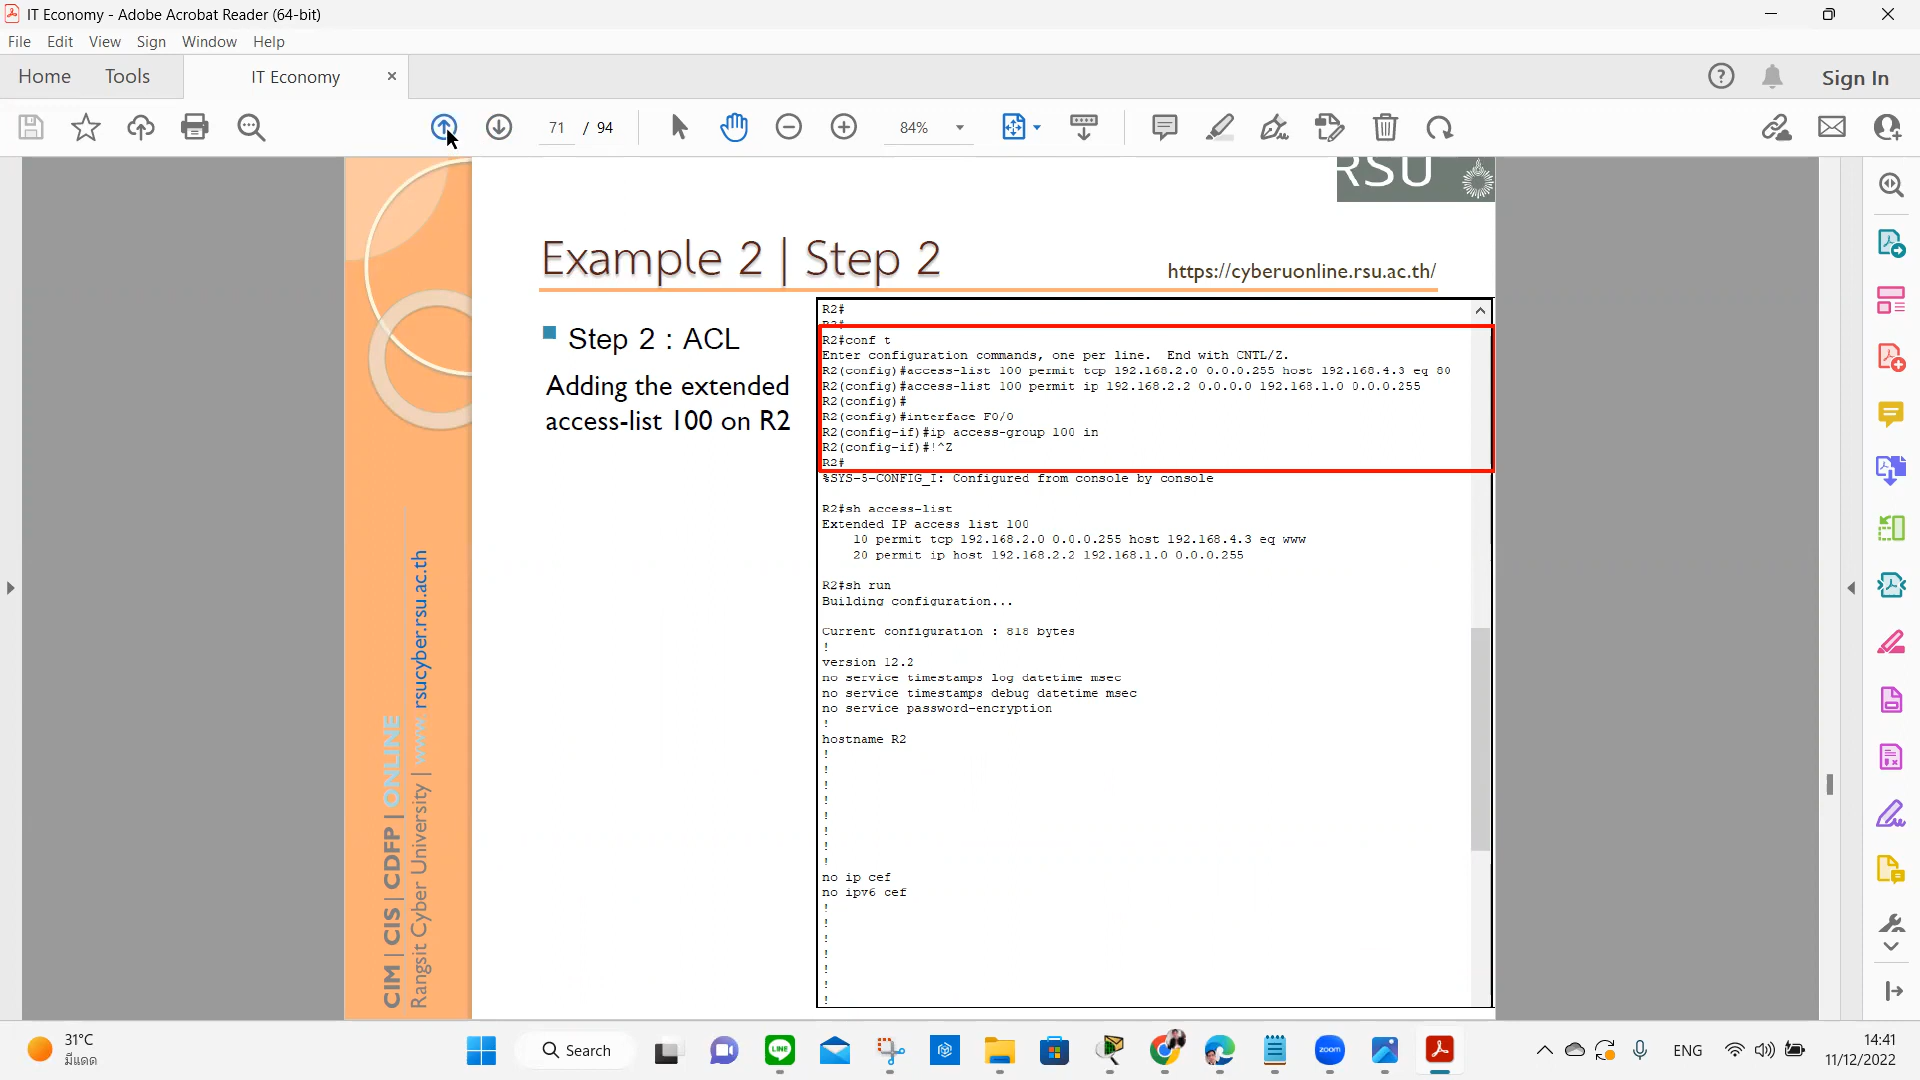 IT Economy - Adobe Acrobat Reader (64-bit)
File Edit View Sign Window Help
Home Tools IT Economy Sign In
71 / 94 84%
RSU
Example 2 | Step 2
https://cyberuonline.rsu.ac.th/
Step 2 : ACL
Adding the extended
access-list 100 on R2
R2#
R2#
R2#conf t
Enter configuration commands, one per line.  End with CNTL/Z.
R2(config)#access-list 100 permit tcp 192.168.2.0 0.0.0.255 host 192.168.4.3 eq 80
R2(config)#access-list 100 permit ip 192.168.2.2 0.0.0.0 192.168.1.0 0.0.0.255
R2(config)#
R2(config)#interface F0/0
R2(config-if)#ip access-group 100 in
R2(config-if)#!^Z
R2#
%SYS-5-CONFIG_I: Configured from console by console
R2#sh access-list
Extended IP access list 100
10 permit tcp 192.168.2.0 0.0.0.255 host 192.168.4.3 eq www
20 permit ip host 192.168.2.2 192.168.1.0 0.0.0.255
R2#sh run
Building configuration...
Current configuration : 818 bytes
!
version 12.2
no service timestamps log datetime msec
no service timestamps debug datetime msec
no service password-encryption
!
hostname R2
!
!
!
!
!
!
!
!
no ip cef
no ipv6 cef
!
!
!
!
!
!
!
CIM | CIS | CDFP | ONLINE
Rangsit Cyber University | www. rsucyber.rsu.ac.th
31°C
มีแดด
Search
LINE
zoom
ENG
14:41
11/12/2022